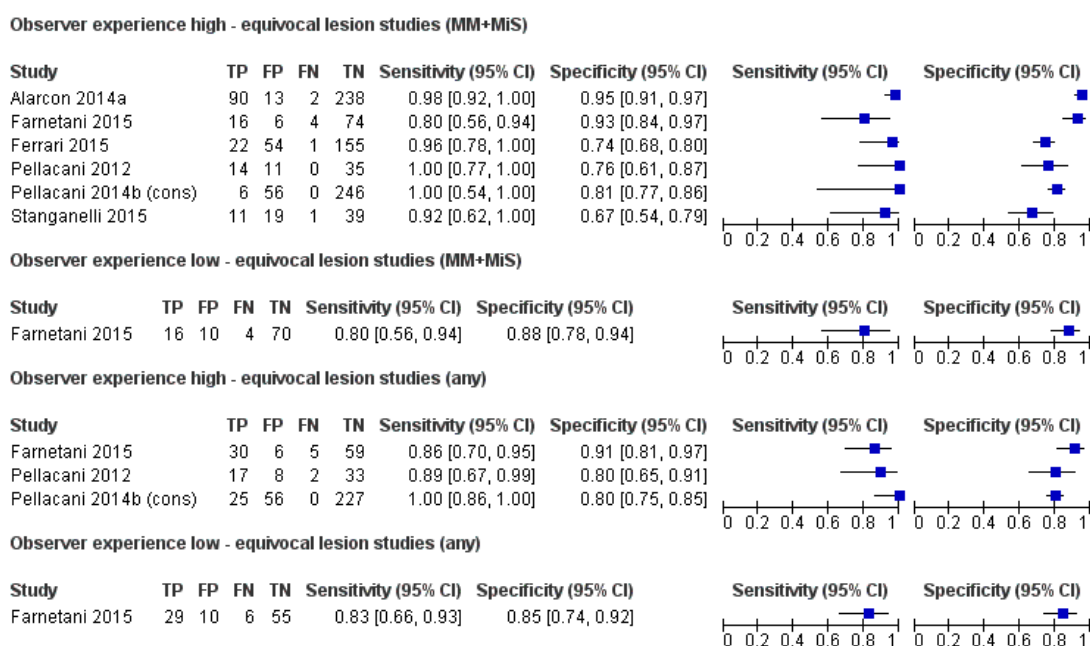 Observer experience high - equivocal lesion studies (MM+MiS)
Study TP FP FN TN Sensitivity (95% CI) Specificity (95% CI) Sensitivity (95% CI) Specificity (95% CI)
Alarcon 2014a 90 13 2 238 0.98 [0.92, 1.00] 0.95 [0.91, 0.97]
Farnetani 2015 16 6 4 74 0.80 [0.56, 0.94] 0.93 [0.84, 0.97]
Ferrari 2015 22 54 1 155 0.96 [0.78, 1.00] 0.74 [0.68, 0.80]
Pellacani 2012 14 11 0 35 1.00 [0.77, 1.00] 0.76 [0.61, 0.87]
Pellacani 2014b (cons) 6 56 0 246 1.00 [0.54, 1.00] 0.81 [0.77, 0.86]
Stanganelli 2015 11 19 1 39 0.92 [0.62, 1.00] 0.67 [0.54, 0.79]
0 0.2 0.4 0.6 0.8 1 0 0.2 0.4 0.6 0.8 1
Observer experience low - equivocal lesion studies (MM+MiS)
Study TP FP FN TN Sensitivity (95% CI) Specificity (95% CI) Sensitivity (95% CI) Specificity (95% CI)
Farnetani 2015 16 10 4 70 0.80 [0.56, 0.94] 0.88 [0.78, 0.94]
0 0.2 0.4 0.6 0.8 1 0 0.2 0.4 0.6 0.8 1
Observer experience high - equivocal lesion studies (any)
Study TP FP FN TN Sensitivity (95% CI) Specificity (95% CI) Sensitivity (95% CI) Specificity (95% CI)
Farnetani 2015 30 6 5 59 0.86 [0.70, 0.95] 0.91 [0.81, 0.97]
Pellacani 2012 17 8 2 33 0.89 [0.67, 0.99] 0.80 [0.65, 0.91]
Pellacani 2014b (cons) 25 56 0 227 1.00 [0.86, 1.00] 0.80 [0.75, 0.85]
0 0.2 0.4 0.6 0.8 1 0 0.2 0.4 0.6 0.8 1
Observer experience low - equivocal lesion studies (any)
Study TP FP FN TN Sensitivity (95% CI) Specificity (95% CI) Sensitivity (95% CI) Specificity (95% CI)
Farnetani 2015 29 10 6 55 0.83 [0.66, 0.93] 0.85 [0.74, 0.92]
0 0.2 0.4 0.6 0.8 1 0 0.2 0.4 0.6 0.8 1